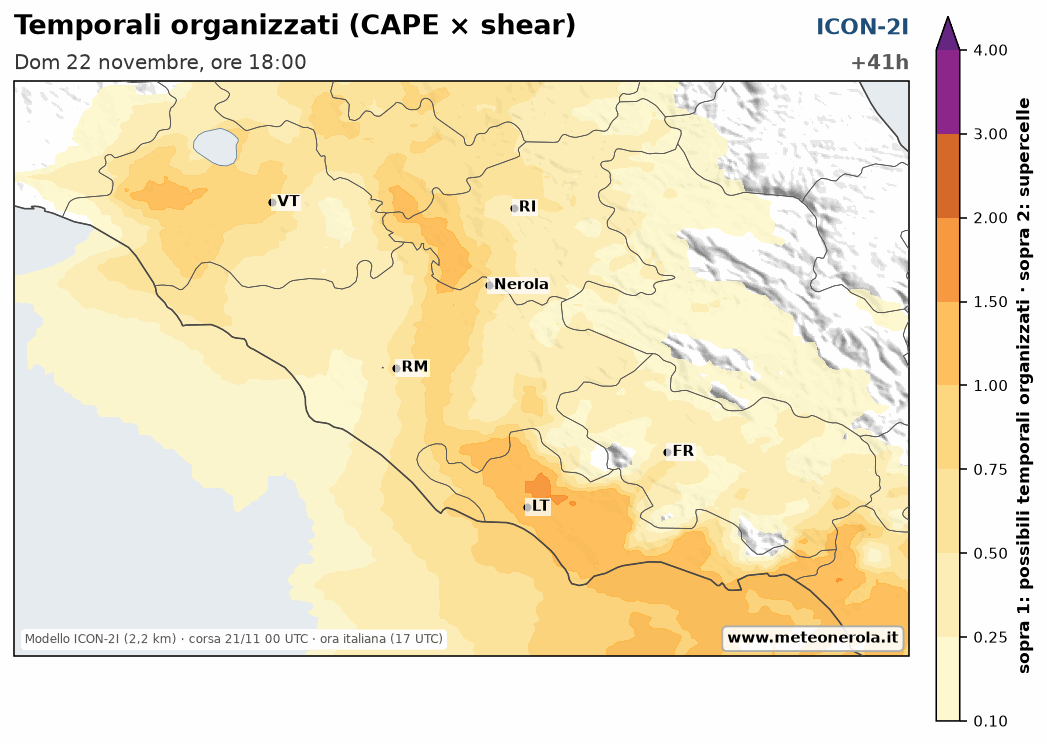 Temporali organizzati (CAPE × shear)
ICON-2I
Dom 22 novembre, ore 18:00
+41h
VT
RI
Nerola
RM
FR
LT
Modello ICON-2I (2,2 km) · corsa 21/11 00 UTC · ora italiana (17 UTC)
www.meteonerola.it
4.00
3.00
2.00
1.50
1.00
0.75
0.50
0.25
0.10
sopra 1: possibili temporali organizzati · sopra 2: supercelle